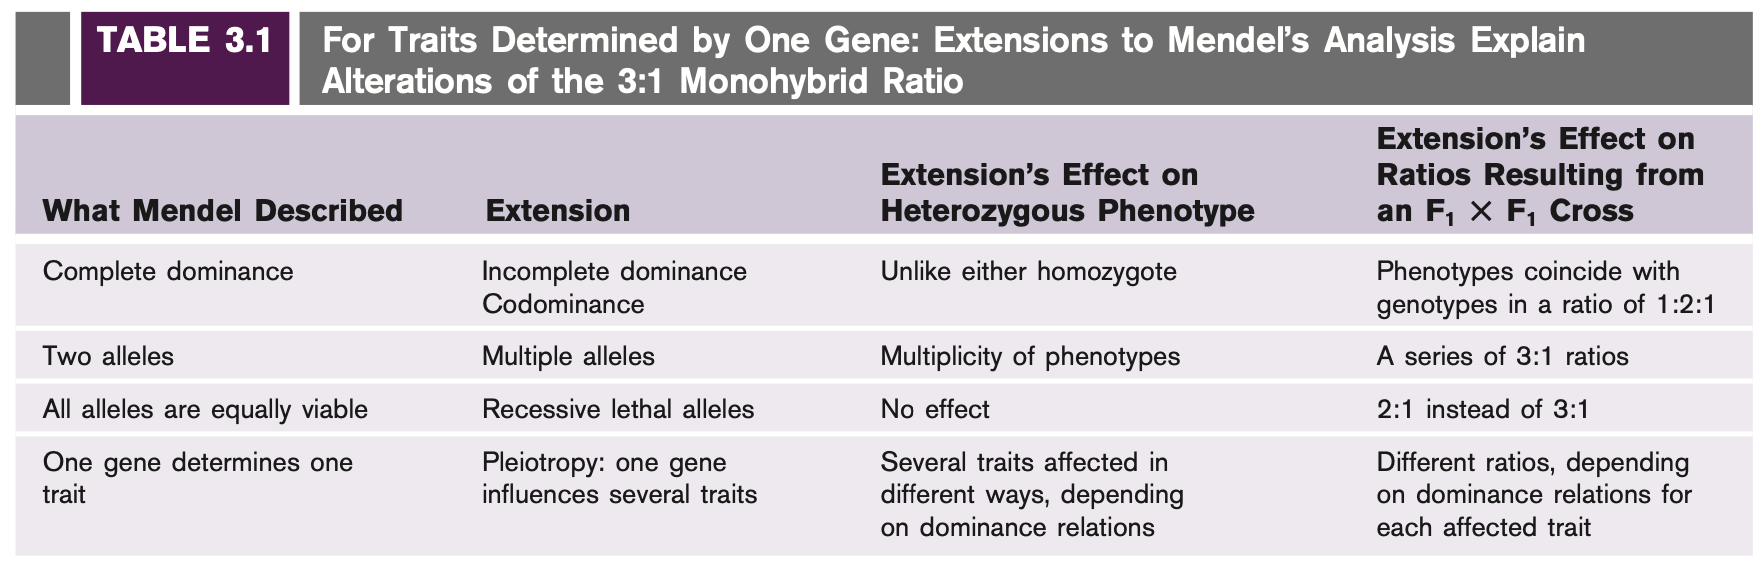 TABLE 3.1
For Traits Determined by One Gene: Extensions to Mendel's Analysis Explain
Alterations of the 3:1 Monohybrid Ratio
What Mendel Described
Extension
Extension's Effect on
Heterozygous Phenotype
Extension's Effect on
Ratios Resulting from
an F₁ × F₁ Cross
Complete dominance
Incomplete dominance
Codominance
Unlike either homozygote
Phenotypes coincide with
genotypes in a ratio of 1:2:1
Two alleles
Multiple alleles
Multiplicity of phenotypes
A series of 3:1 ratios
All alleles are equally viable
Recessive lethal alleles
No effect
2:1 instead of 3:1
One gene determines one
trait
Pleiotropy: one gene
influences several traits
Several traits affected in
different ways, depending
on dominance relations
Different ratios, depending
on dominance relations for
each affected trait